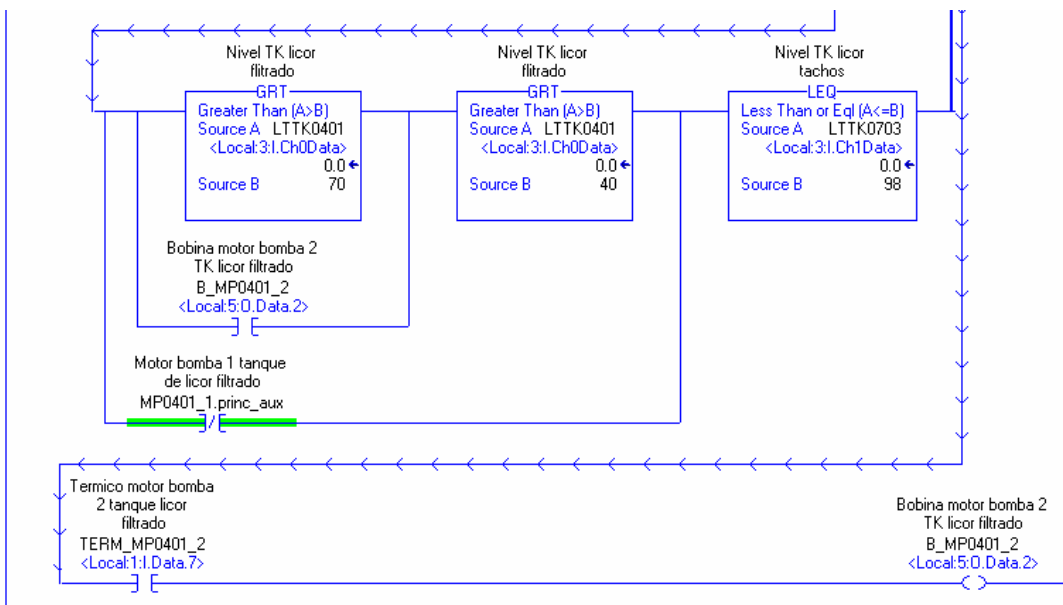 Nivel TK licor
flitrado
GRT
Greater Than (A>B)
Source A LTTK0401
<Local:3:I.Ch0Data>
0.0
Source B 70
Nivel TK licor
flitrado
GRT
Greater Than (A>B)
Source A LTTK0401
<Local:3:I.Ch0Data>
0.0
Source B 40
Nivel TK licor
tachos
LEQ
Less Than or Eql (A<=B)
Source A LTTK0703
<Local:3:I.Ch1Data>
0.0
Source B 98
Bobina motor bomba 2
TK licor filtrado
B_MP0401_2
<Local:5:O.Data.2>
Motor bomba 1 tanque
de licor filtrado
MP0401_1.princ_aux
Termico motor bomba
2 tanque licor
filtrado
TERM_MP0401_2
<Local:1:I.Data.7>
Bobina motor bomba 2
TK licor filtrado
B_MP0401_2
<Local:5:O.Data.2>